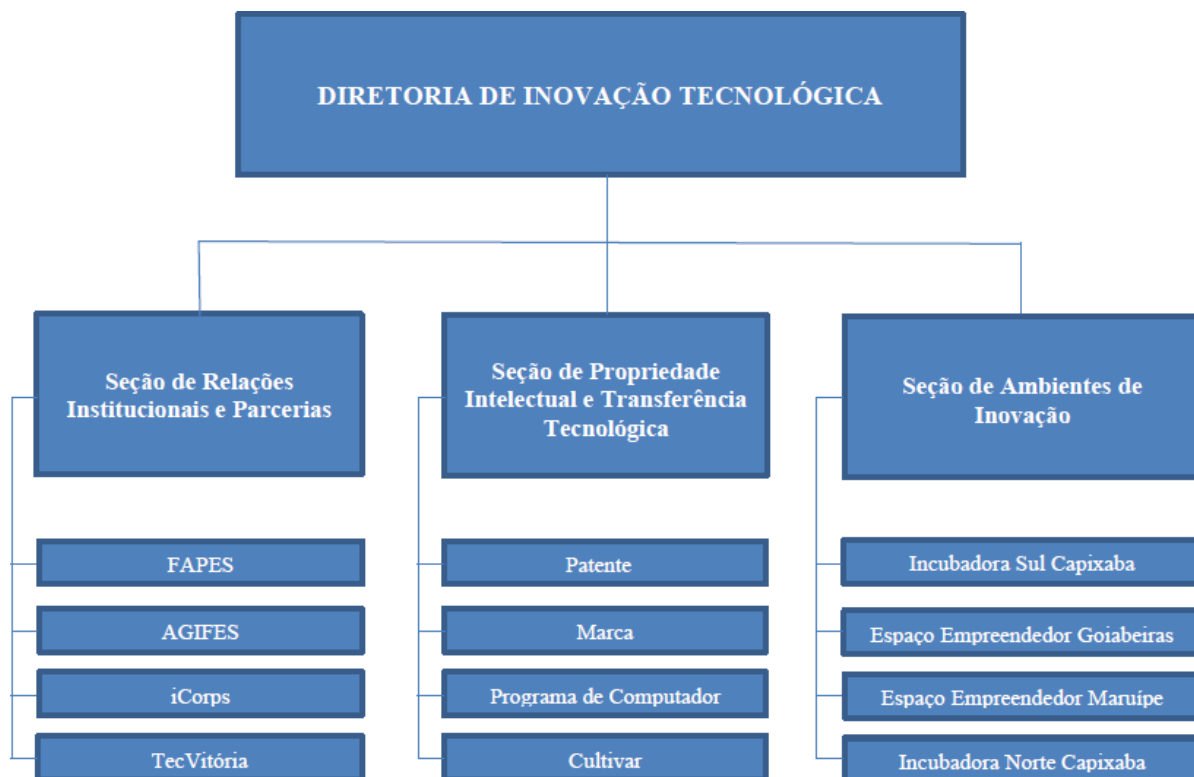 DIRETORIA DE INOVAÇÃO TECNOLÓGICA
Seção de Relações
Institucionais e Parcerias
FAPES
AGIFES
iCorps
TecVitória
Seção de Propriedade
Intelectual e Transferência
Tecnológica
Patente
Marca
Programa de Computador
Cultivar
Seção de Ambientes de
Inovação
Incubadora Sul Capixaba
Espaço Empreendedor Goiabeiras
Espaço Empreendedor Maruípe
Incubadora Norte Capixaba